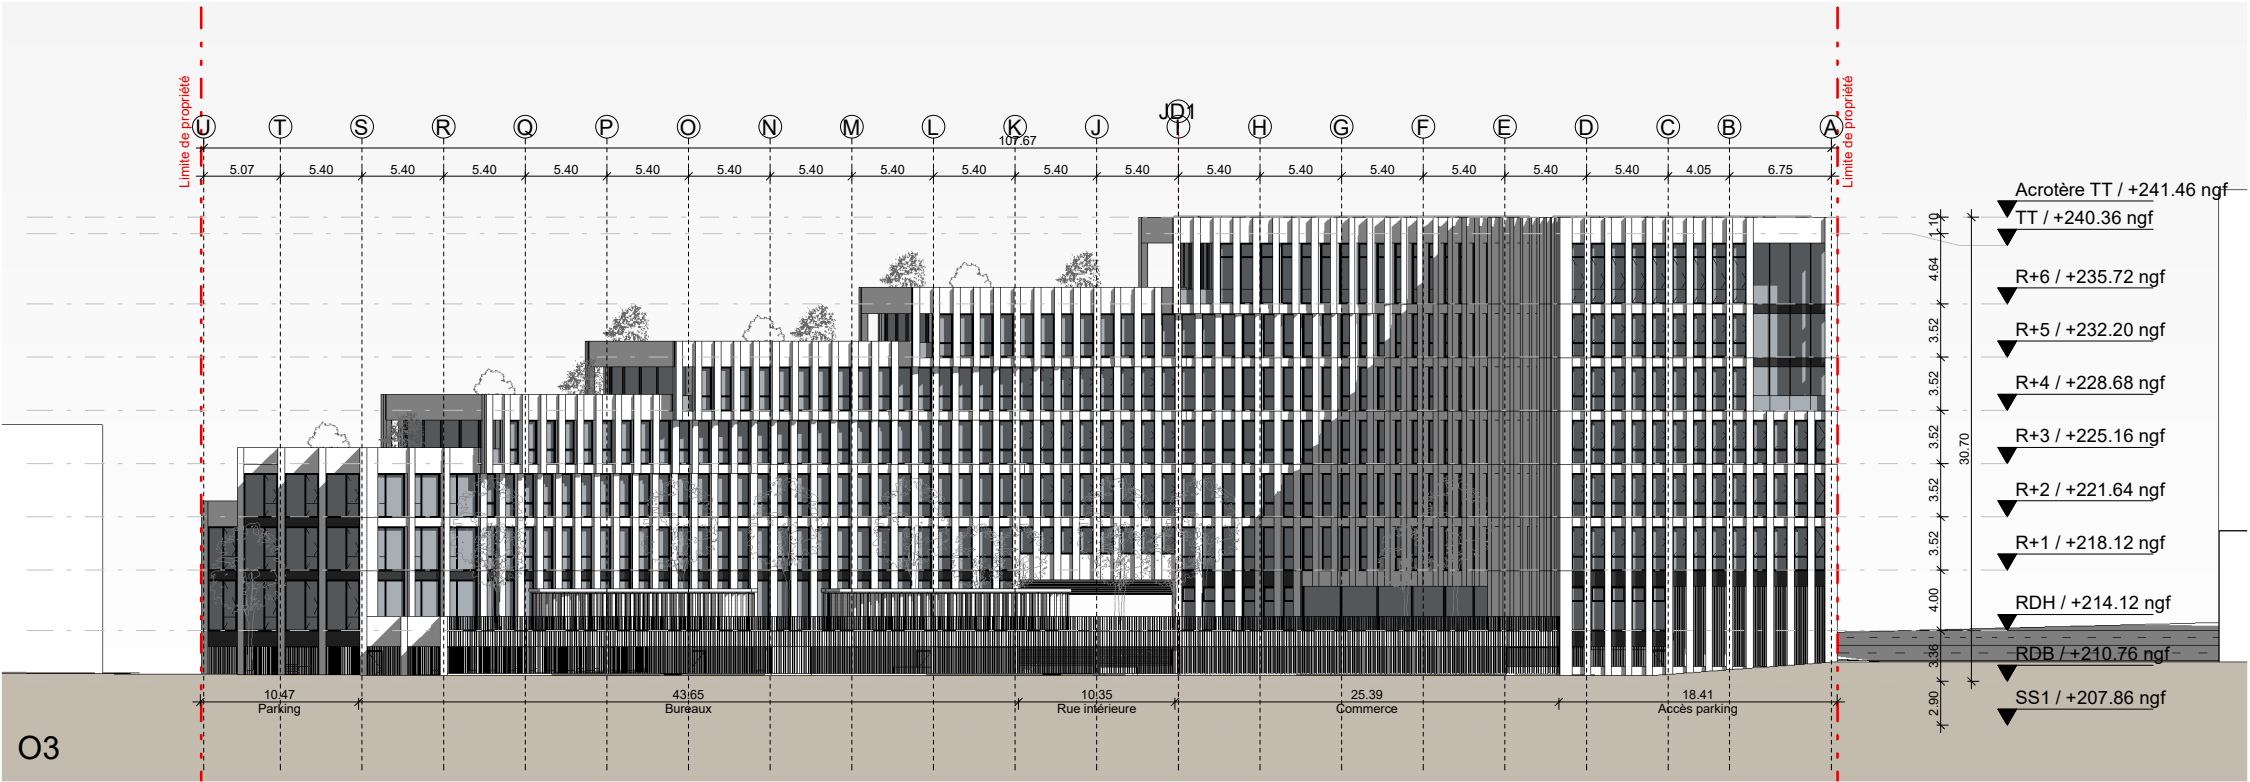 Limite de propriété
Limite de propriété
JD1
U T S R Q P O N M L K J I H G F E D C B A
107.67
5.07 5.40 5.40 5.40 5.40 5.40 5.40 5.40 5.40 5.40 5.40 5.40 5.40 5.40 5.40 5.40 5.40 5.40 4.05 6.75
Acrotère TT / +241.46 ngf
TT / +240.36 ngf
R+6 / +235.72 ngf
R+5 / +232.20 ngf
R+4 / +228.68 ngf
R+3 / +225.16 ngf
R+2 / +221.64 ngf
R+1 / +218.12 ngf
RDH / +214.12 ngf
RDB / +210.76 ngf
SS1 / +207.86 ngf
4.64
3.52
3.52
3.52
3.52
3.52
4.00
3.36
2.90
30.70
10.47 43.65 10.35 25.39 18.41
Parking Bureaux Rue intérieure Commerce Accès parking
O3